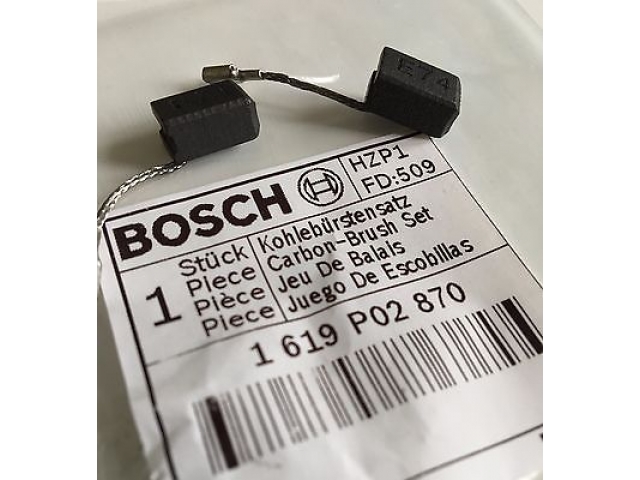 E74
BOSCH
HZP1
FD:509
1
Stück
Piece
Pièce
Piece
Kohlebürstensatz
Carbon-Brush Set
Jeu De Balais
Juego De Escobillas
1 619 P02 870